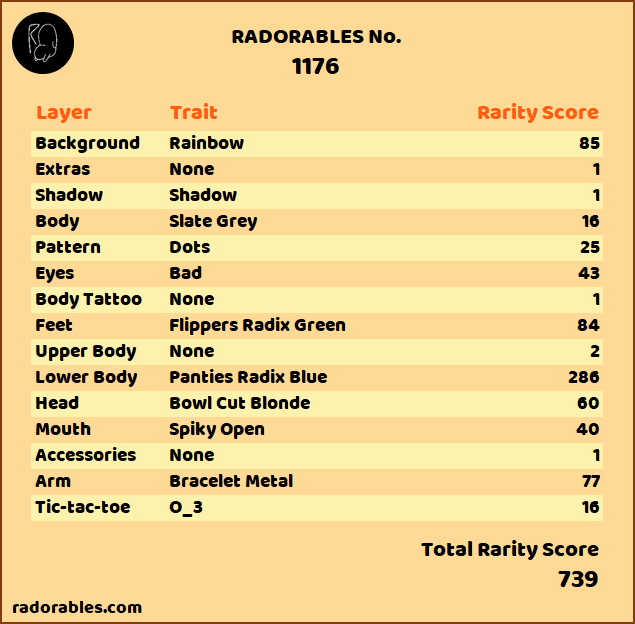 RADORABLES No.
1176
Layer Trait Rarity Score
Background Rainbow 85
Extras None 1
Shadow Shadow 1
Body Slate Grey 16
Pattern Dots 25
Eyes Bad 43
Body Tattoo None 1
Feet Flippers Radix Green 84
Upper Body None 2
Lower Body Panties Radix Blue 286
Head Bowl Cut Blonde 60
Mouth Spiky Open 40
Accessories None 1
Arm Bracelet Metal 77
Tic-tac-toe O_3 16
Total Rarity Score
739
radorables.com